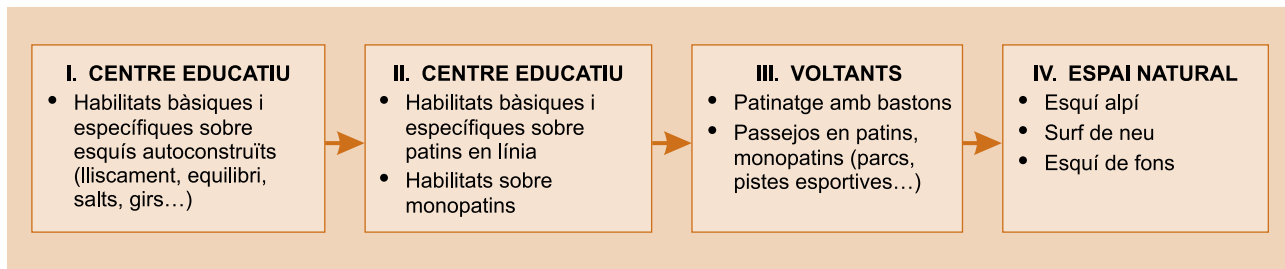 I. CENTRE EDUCATIU
• Habilitats bàsiques i
específiques sobre
esquís autoconstruïts
(lliscament, equilibri,
salts, girs…)
II. CENTRE EDUCATIU
• Habilitats bàsiques i
específiques sobre
patins en línia
• Habilitats sobre
monopatins
III. VOLTANTS
• Patinatge amb bastons
• Passejos en patins,
monopatins (parcs,
pistes esportives…)
IV. ESPAI NATURAL
• Esquí alpí
• Surf de neu
• Esquí de fons